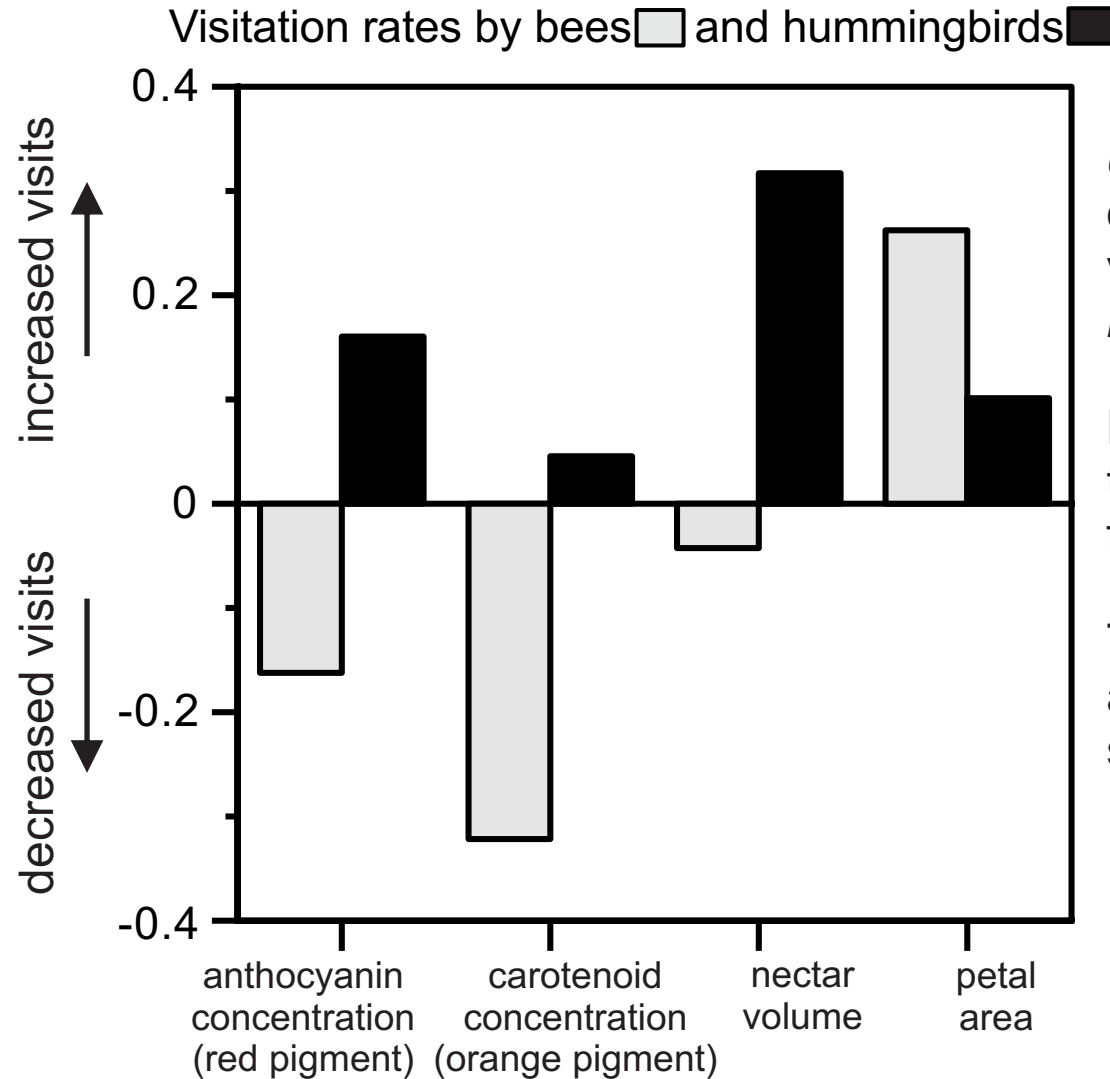 Visitation rates by bees and hummingbirds
increased visits
decreased visits
0.4
0.2
0
-0.2
-0.4
anthocyanin
concentration
(red pigment)
carotenoid
concentration
(orange pigment)
nectar
volume
petal
area